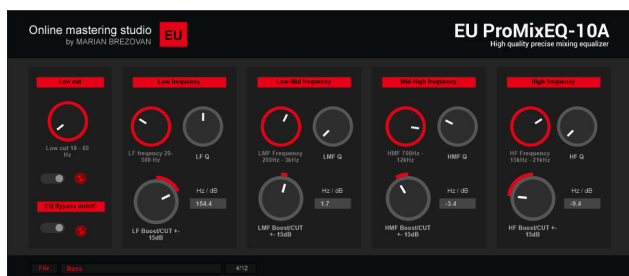 Online mastering studio
by MARIAN BREZOVAN
EU
EU ProMixEQ-10A
High quality precise mixing equalizer
Low cut
Low frequency
Low-Mid frequency
Mid-High frequency
High frequency
Low cut 18 - 60
Hz
LF freqency 20-
500 Hz
LF Q
LMF Frequency
200Hz - 3kHz
LMF Q
HMF 700Hz -
12kHz
HMF Q
HF Frequency
15kHz - 21kHz
HF Q
Hz / dB
154.4
Hz / dB
1.7
Hz / dB
-3.4
Hz / dB
-9.4
EQ Bypass on/off
LF Boost/CUT +-
15dB
LMF Boost/CUT
+- 15dB
HMF Boost/CUT
+- 15dB
HF Boost/CUT
+- 15dB
File
Bass
4/12